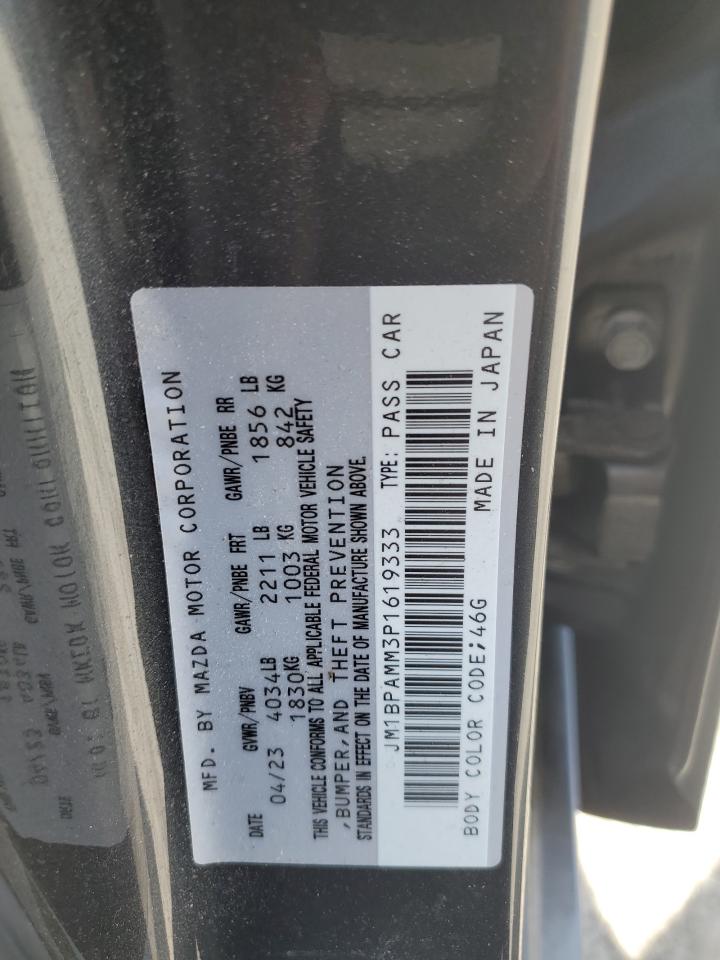 MFD. BY MAZDA MOTOR CORPORATION
DATE GVWR/PNBV GAWR/PNBE FRT GAWR/PNBE RR
04/23 4034LB 2211 LB 1856 LB
1830KG 1003 KG 842 KG
THIS VEHICLE CONFORMS TO ALL APPLICABLE FEDERAL MOTOR VEHICLE SAFETY
,BUMPER,AND THEFT PREVENTION
STANDARDS IN EFFECT ON THE DATE OF MANUFACTURE SHOWN ABOVE.
JM1BPAMM3P1619333 TYPE: PASS CAR
BODY COLOR CODE;46G MADE IN JAPAN